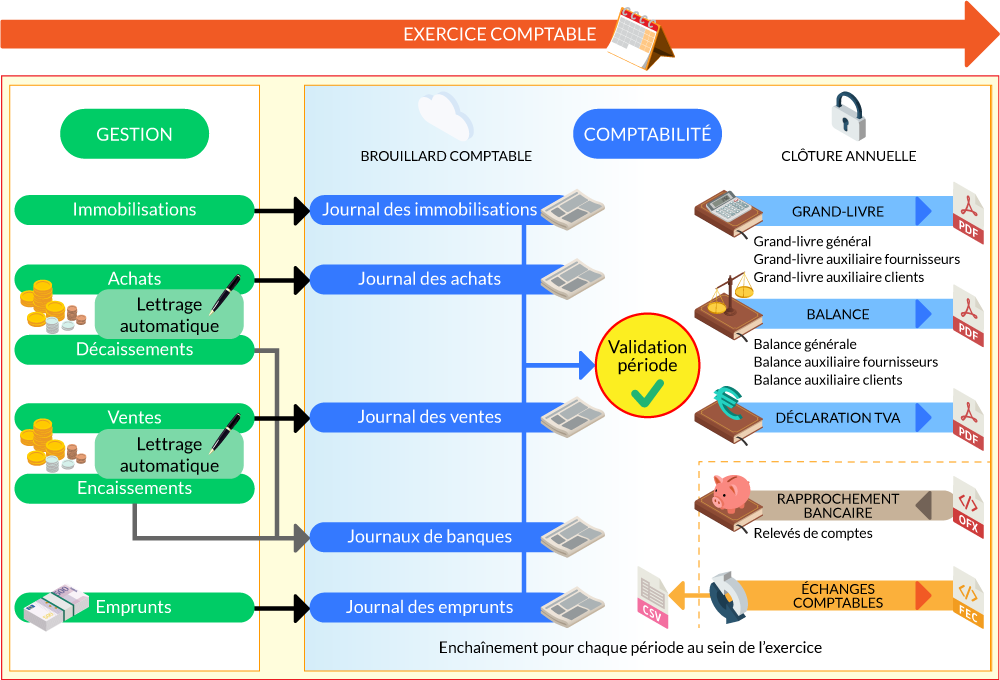 EXERCICE COMPTABLE
GESTION
Immobilisations
Achats
Lettrage
automatique
Décaissements
Ventes
Lettrage
automatique
Encaissements
Emprunts
BROUILLARD COMPTABLE
COMPTABILITÉ
CLÔTURE ANNUELLE
Journal des immobilisations
Journal des achats
Journal des ventes
Journaux de banques
Journal des emprunts
Validation
période
GRAND-LIVRE
PDF
Grand-livre général
Grand-livre auxiliaire fournisseurs
Grand-livre auxiliaire clients
BALANCE
PDF
Balance générale
Balance auxiliaire fournisseurs
Balance auxiliaire clients
DÉCLARATION TVA
PDF
RAPPROCHEMENT
BANCAIRE
OFX
Relevés de comptes
CSV
ÉCHANGES
COMPTABLES
FEC
Enchaînement pour chaque période au sein de l'exercice